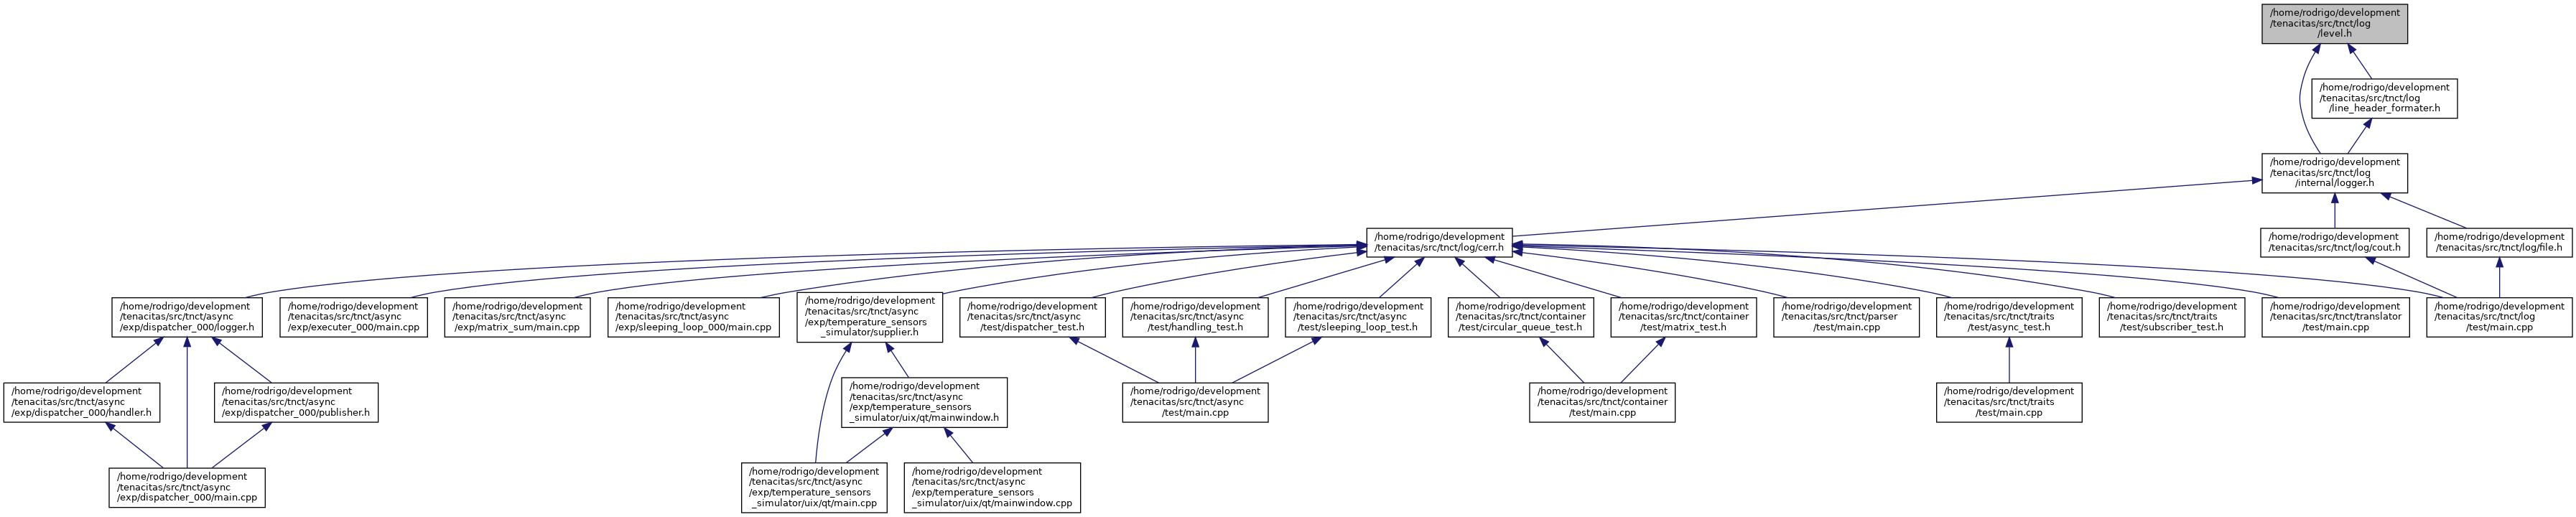 /home/rodrigo/development
/tenacitas/src/tnct/log
/level.h
/home/rodrigo/development
/tenacitas/src/tnct/log
/line_header_formater.h
/home/rodrigo/development
/tenacitas/src/tnct/log
/internal/logger.h
/home/rodrigo/development
/tenacitas/src/tnct/log/cerr.h
/home/rodrigo/development
/tenacitas/src/tnct/log/cout.h
/home/rodrigo/development
/tenacitas/src/tnct/log/file.h
/home/rodrigo/development
/tenacitas/src/tnct/async
/exp/dispatcher_000/logger.h
/home/rodrigo/development
/tenacitas/src/tnct/async
/exp/executer_000/main.cpp
/home/rodrigo/development
/tenacitas/src/tnct/async
/exp/matrix_sum/main.cpp
/home/rodrigo/development
/tenacitas/src/tnct/async
/exp/sleeping_loop_000/main.cpp
/home/rodrigo/development
/tenacitas/src/tnct/async
/exp/temperature_sensors
_simulator/supplier.h
/home/rodrigo/development
/tenacitas/src/tnct/async
/test/dispatcher_test.h
/home/rodrigo/development
/tenacitas/src/tnct/async
/test/handling_test.h
/home/rodrigo/development
/tenacitas/src/tnct/async
/test/sleeping_loop_test.h
/home/rodrigo/development
/tenacitas/src/tnct/container
/test/circular_queue_test.h
/home/rodrigo/development
/tenacitas/src/tnct/container
/test/matrix_test.h
/home/rodrigo/development
/tenacitas/src/tnct/parser
/test/main.cpp
/home/rodrigo/development
/tenacitas/src/tnct/traits
/test/async_test.h
/home/rodrigo/development
/tenacitas/src/tnct/traits
/test/subscriber_test.h
/home/rodrigo/development
/tenacitas/src/tnct/translator
/test/main.cpp
/home/rodrigo/development
/tenacitas/src/tnct/log
/test/main.cpp
/home/rodrigo/development
/tenacitas/src/tnct/async
/exp/dispatcher_000/handler.h
/home/rodrigo/development
/tenacitas/src/tnct/async
/exp/dispatcher_000/publisher.h
/home/rodrigo/development
/tenacitas/src/tnct/async
/exp/temperature_sensors
_simulator/uix/qt/mainwindow.h
/home/rodrigo/development
/tenacitas/src/tnct/async
/test/main.cpp
/home/rodrigo/development
/tenacitas/src/tnct/container
/test/main.cpp
/home/rodrigo/development
/tenacitas/src/tnct/traits
/test/main.cpp
/home/rodrigo/development
/tenacitas/src/tnct/async
/exp/dispatcher_000/main.cpp
/home/rodrigo/development
/tenacitas/src/tnct/async
/exp/temperature_sensors
_simulator/uix/qt/main.cpp
/home/rodrigo/development
/tenacitas/src/tnct/async
/exp/temperature_sensors
_simulator/uix/qt/mainwindow.cpp